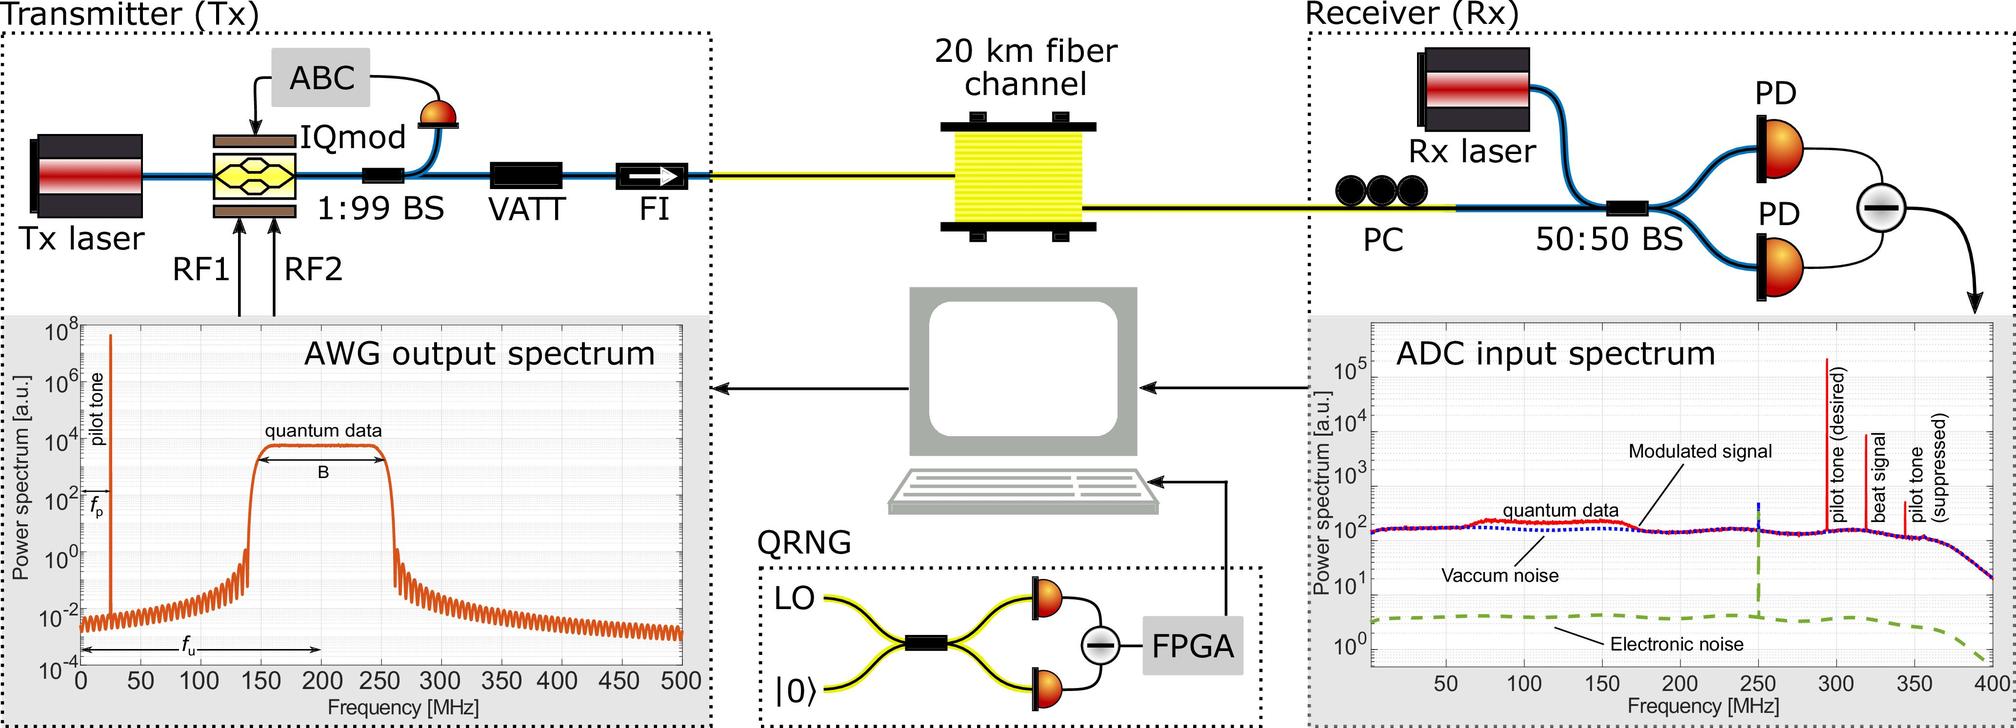 Transmitter (Tx)
ABC
IQmod
Tx laser
1:99 BS
VATT
FI
RF1
RF2
20 km fiber
channel
Receiver (Rx)
Rx laser
PC
50:50 BS
PD
PD
AWG output spectrum
pilot tone
fp
quantum data
B
fu
Power spectrum [a.u.]
10^8
10^6
10^4
10^2
10^0
10^-2
10^-4
0 50 100 150 200 250 300 350 400 450 500
Frequency [MHz]
QRNG
LO
|0⟩
FPGA
ADC input spectrum
Power spectrum [a.u.]
10^5
10^4
10^3
10^2
10^1
10^0
Modulated signal
quantum data
Vaccum noise
Electronic noise
pilot tone (desired)
beat signal
pilot tone
(suppressed)
50 100 150 200 250 300 350 400
Frequency [MHz]